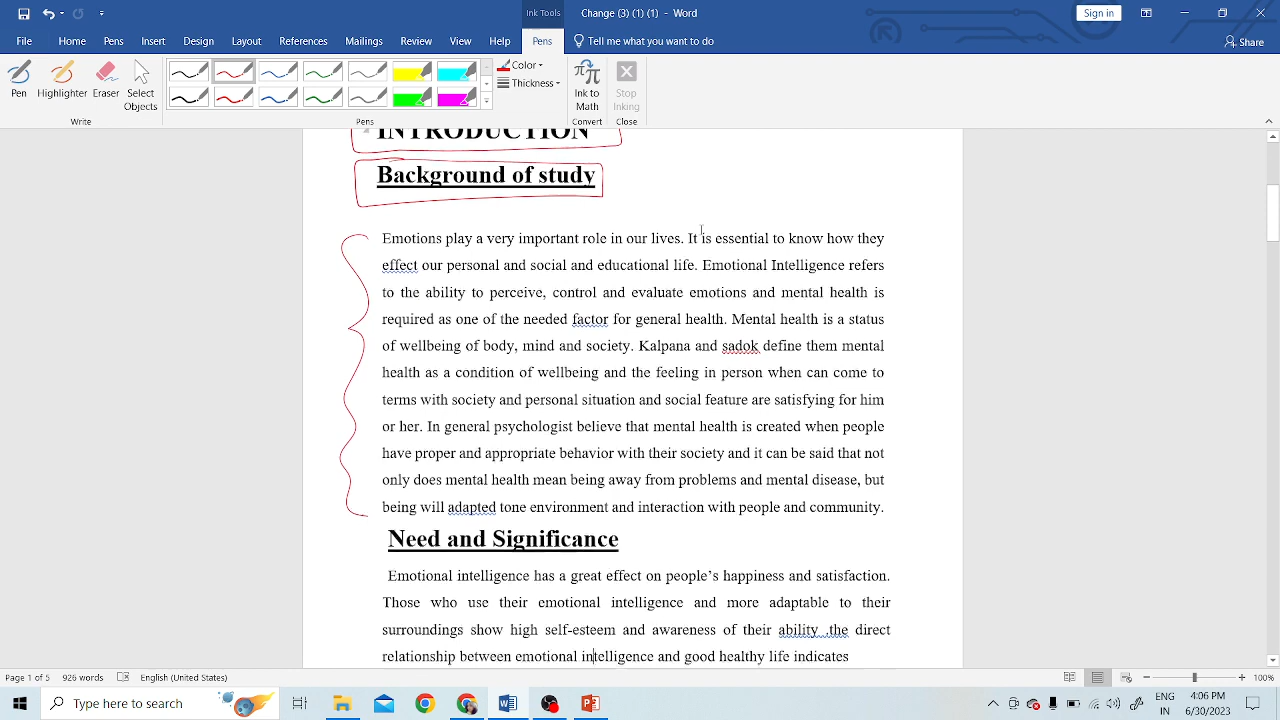 Ink Tools
STUDY 3 (3) (1) (1) - Word
Sign in
File
Home
Insert
Design
Layout
References
Mailings
Review
View
Pens
Tell me what you want to do
Share
Pen
Highlighter
Eraser
Select
Objects
Color
Thickness
Ink to
Math
Stop
Inking
Write
Pens
Convert
Close
INTRODUCTION
Background of study
Emotions play a very important role in our lives. It is essential to know how they
effect our personal and social and educational life. Emotional Intelligence refers
to the ability to perceive, control and evaluate emotions and mental health is
required as one of the needed factor for general health. Mental health is a status
of wellbeing of body, mind and society. Kalpana and sadok define them mental
health as a condition of wellbeing and the feeling in person when can come to
terms with society and personal situation and social feature are satisfying for him
or her. In general psychologist believe that mental health is created when people
have proper and appropriate behavior with their society and it can be said that not
only does mental health mean being away from problems and mental disease, but
being will adapted tone environment and interaction with people and community.
Need and Significance
Emotional intelligence has a great effect on people's happiness and satisfaction.
Those who use their emotional intelligence and more adaptable to their
surroundings show high self-esteem and awareness of their ability .the direct
relationship between emotional intelligence and good healthy life indicates
Page 1 of 5
926 words
English (United States)
100%
Type here to search
ENG
IN
4:06 PM
6/30/2023